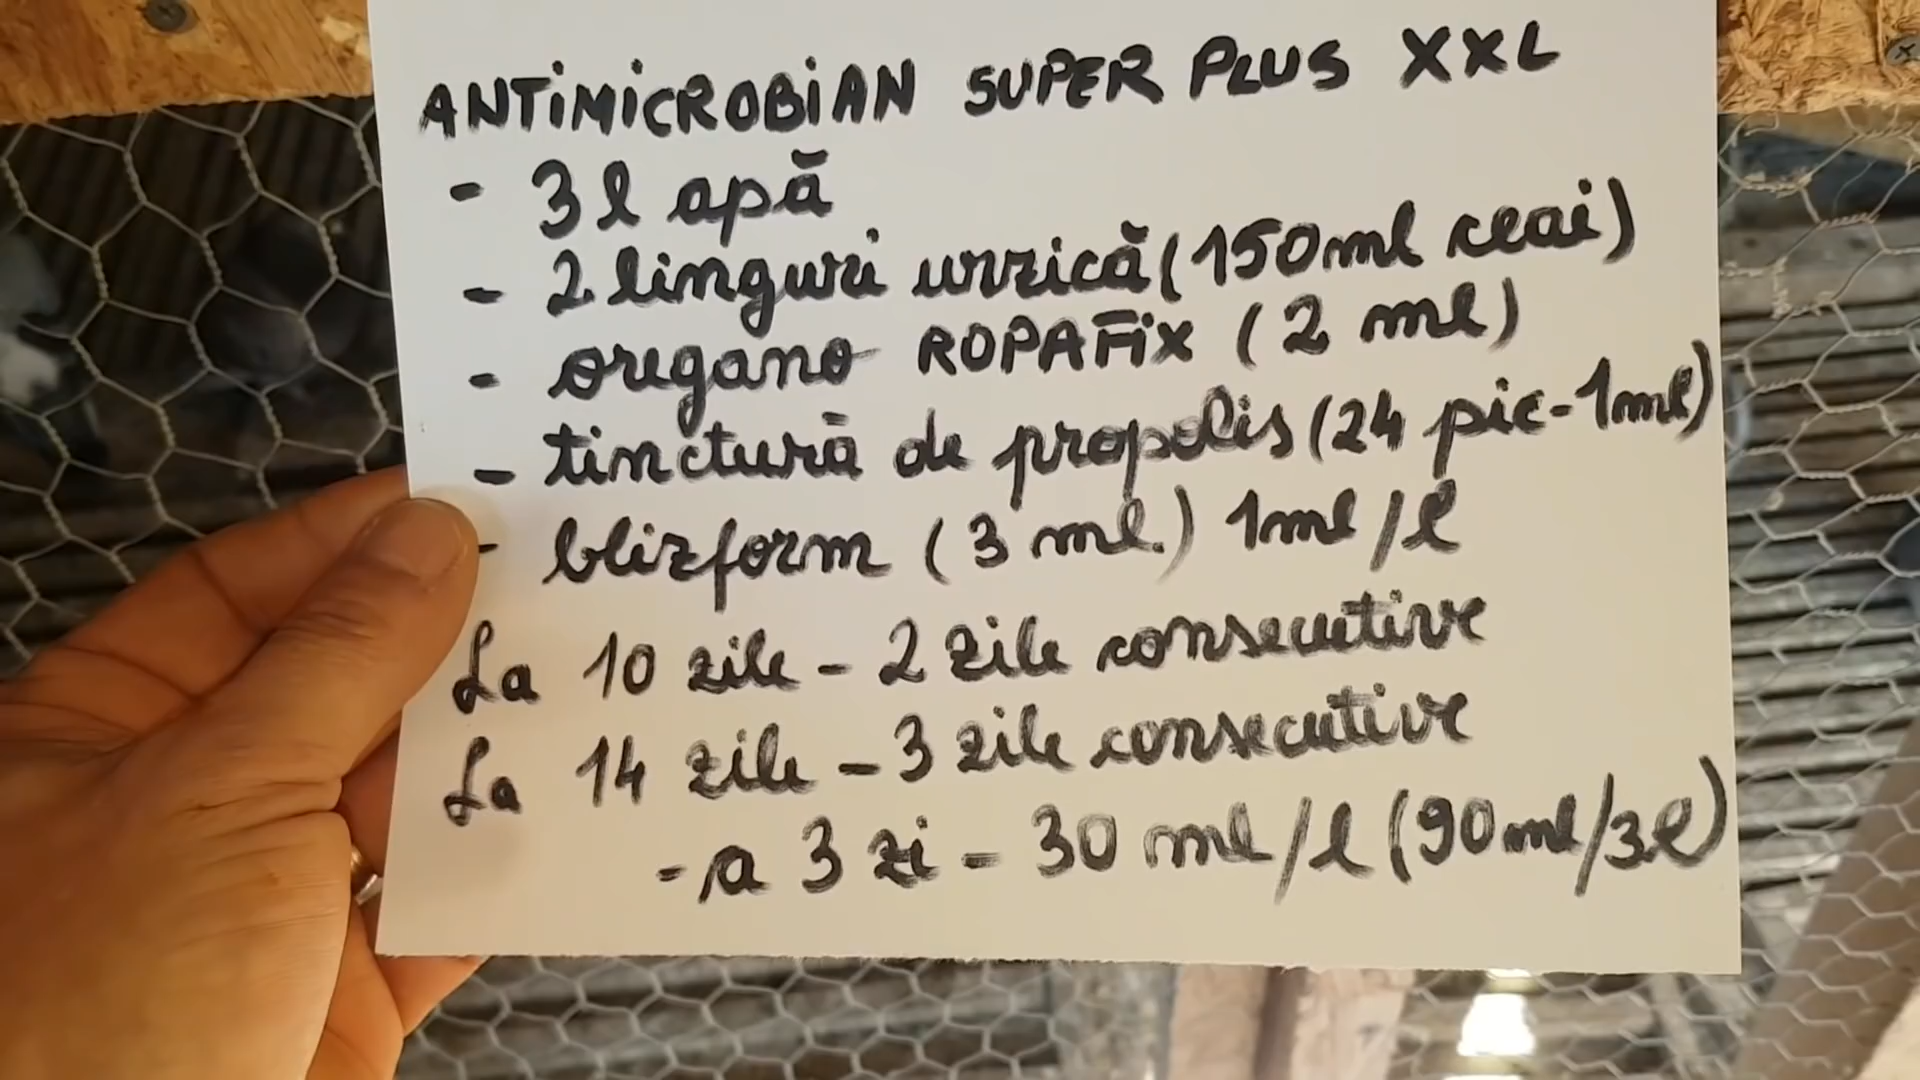 ANTiMiCROBiAN SUPER PLUS XXL
- 3 l apă
- 2 linguri urzică (150ml ceai)
- oregano ROPAFiX (2 ml)
- tinctură de propolis (24 pic-1ml)
- blizform (3 ml.) 1ml/l
La 10 zile - 2 zile consecutive
La 14 zile - 3 zile consecutive
- a 3 zi - 30 ml/l (90ml/3l)